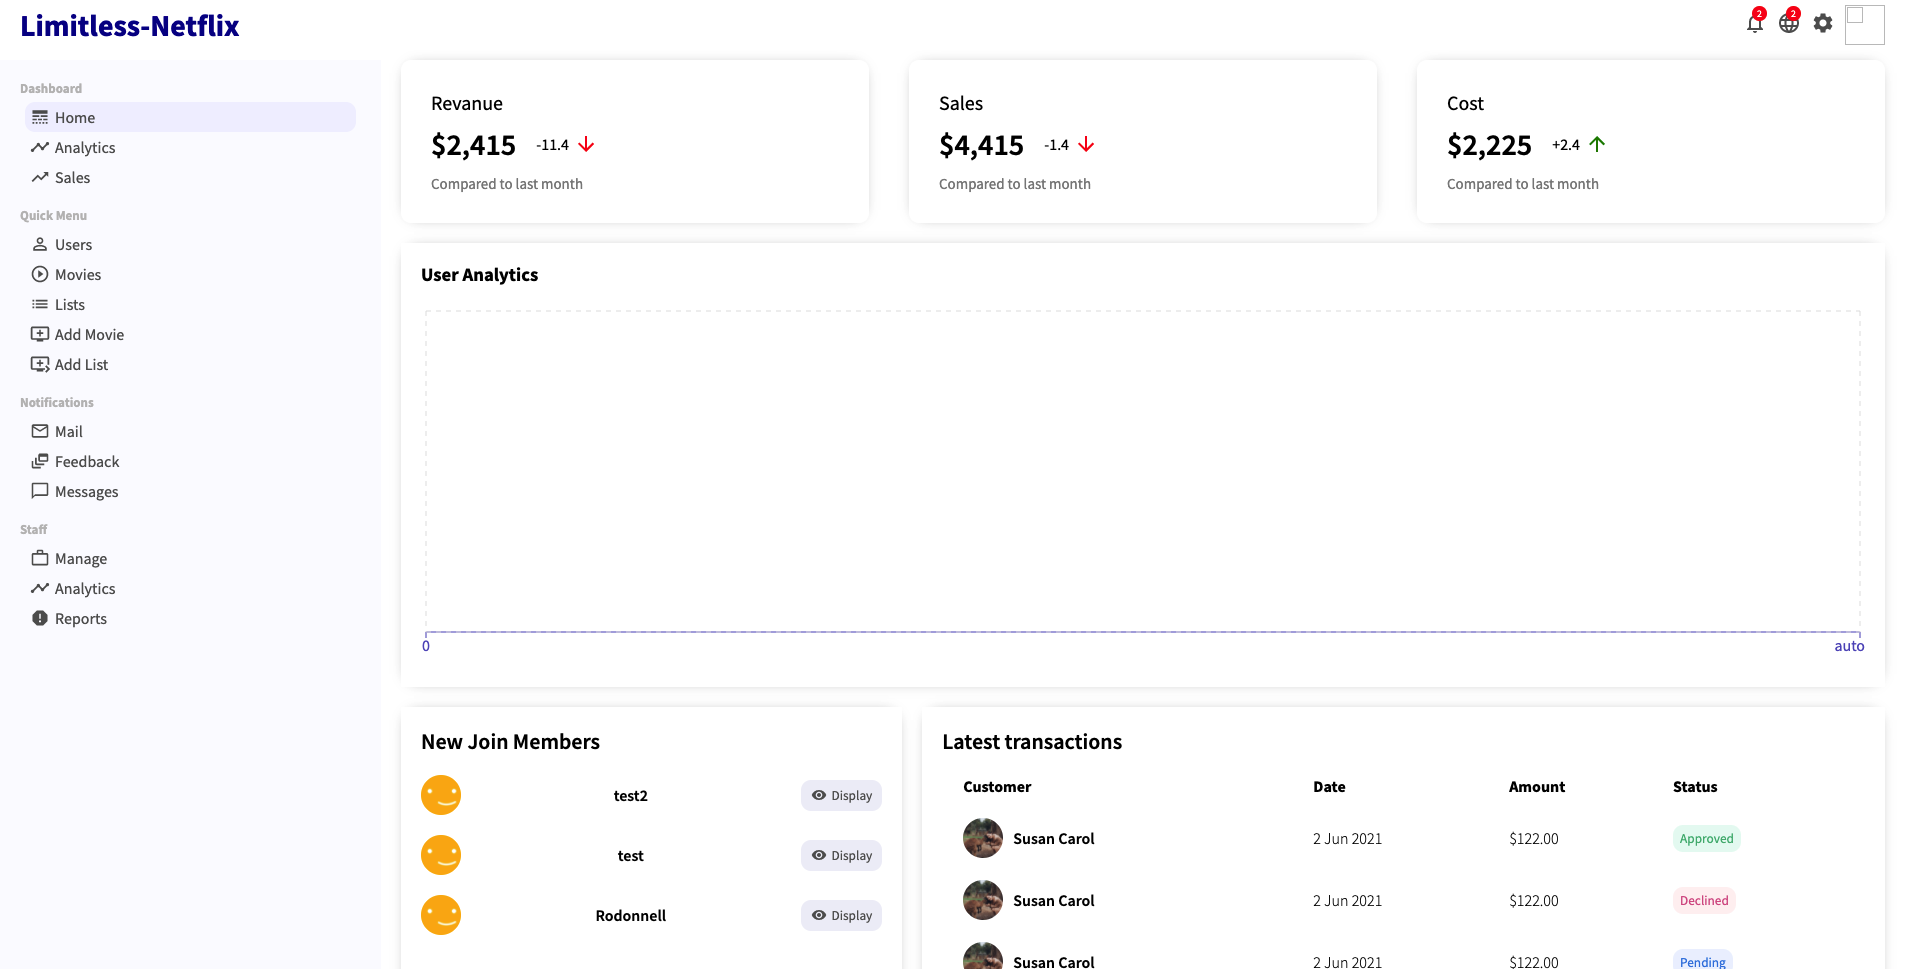 Limitless-Netflix
2
2
Dashboard
Home
Analytics
Sales
Quick Menu
Users
Movies
Lists
Add Movie
Add List
Notifications
Mail
Feedback
Messages
Staff
Manage
Analytics
Reports
Revanue
$2,415 -11.4
Compared to last month
Sales
$4,415 -1.4
Compared to last month
Cost
$2,225 +2.4
Compared to last month
User Analytics
0 auto
New Join Members
test2 Display
test Display
Rodonnell Display
Latest transactions
Customer Date Amount Status
Susan Carol 2 Jun 2021 $122.00 Approved
Susan Carol 2 Jun 2021 $122.00 Declined
Susan Carol 2 Jun 2021 $122.00 Pending